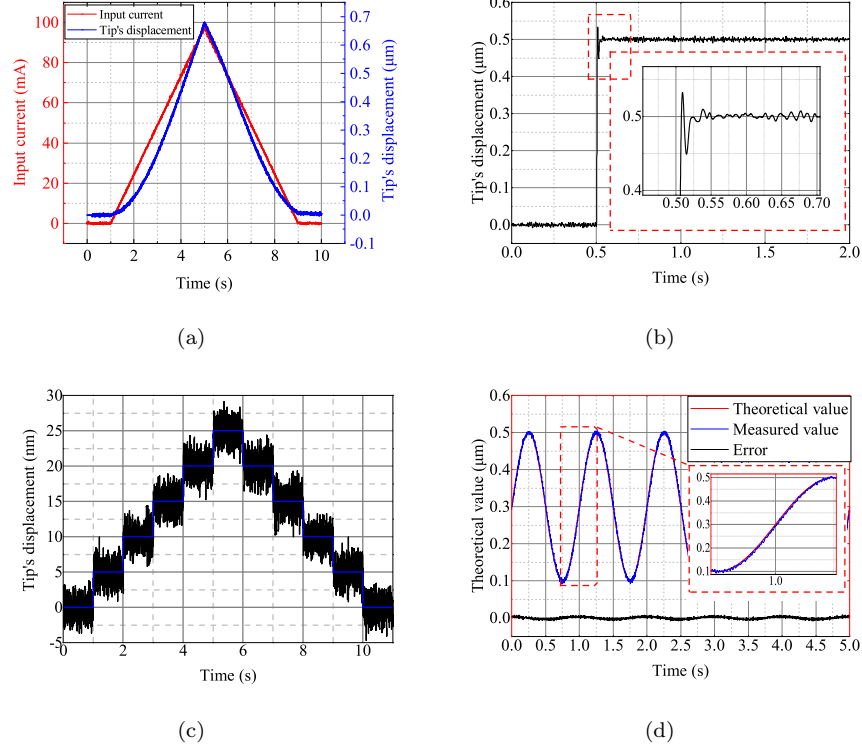 Input current
Tip's displacement
Input current (mA)
100
80
60
40
20
0
Tip's displacement (μm)
0.7
0.6
0.5
0.4
0.3
0.2
0.1
0.0
-0.1
0 2 4 6 8 10
Time (s)
(a)
Tip's displacement (μm)
0.6
0.5
0.4
0.3
0.2
0.1
0.0
0.5
0.4
0.50 0.55 0.60 0.65 0.70
0.0 0.5 1.0 1.5 2.0
Time (s)
(b)
Tip's displacement (nm)
30
25
20
15
10
5
0
-5
0 2 4 6 8 10
Time (s)
(c)
Theoretical value (μm)
0.6
0.5
0.4
0.3
0.2
0.1
0.0
Theoretical value
Measured value
Error
0.5
0.4
0.3
0.2
0.1
1.0
0.0 0.5 1.0 1.5 2.0 2.5 3.0 3.5 4.0 4.5 5.0
Time (s)
(d)